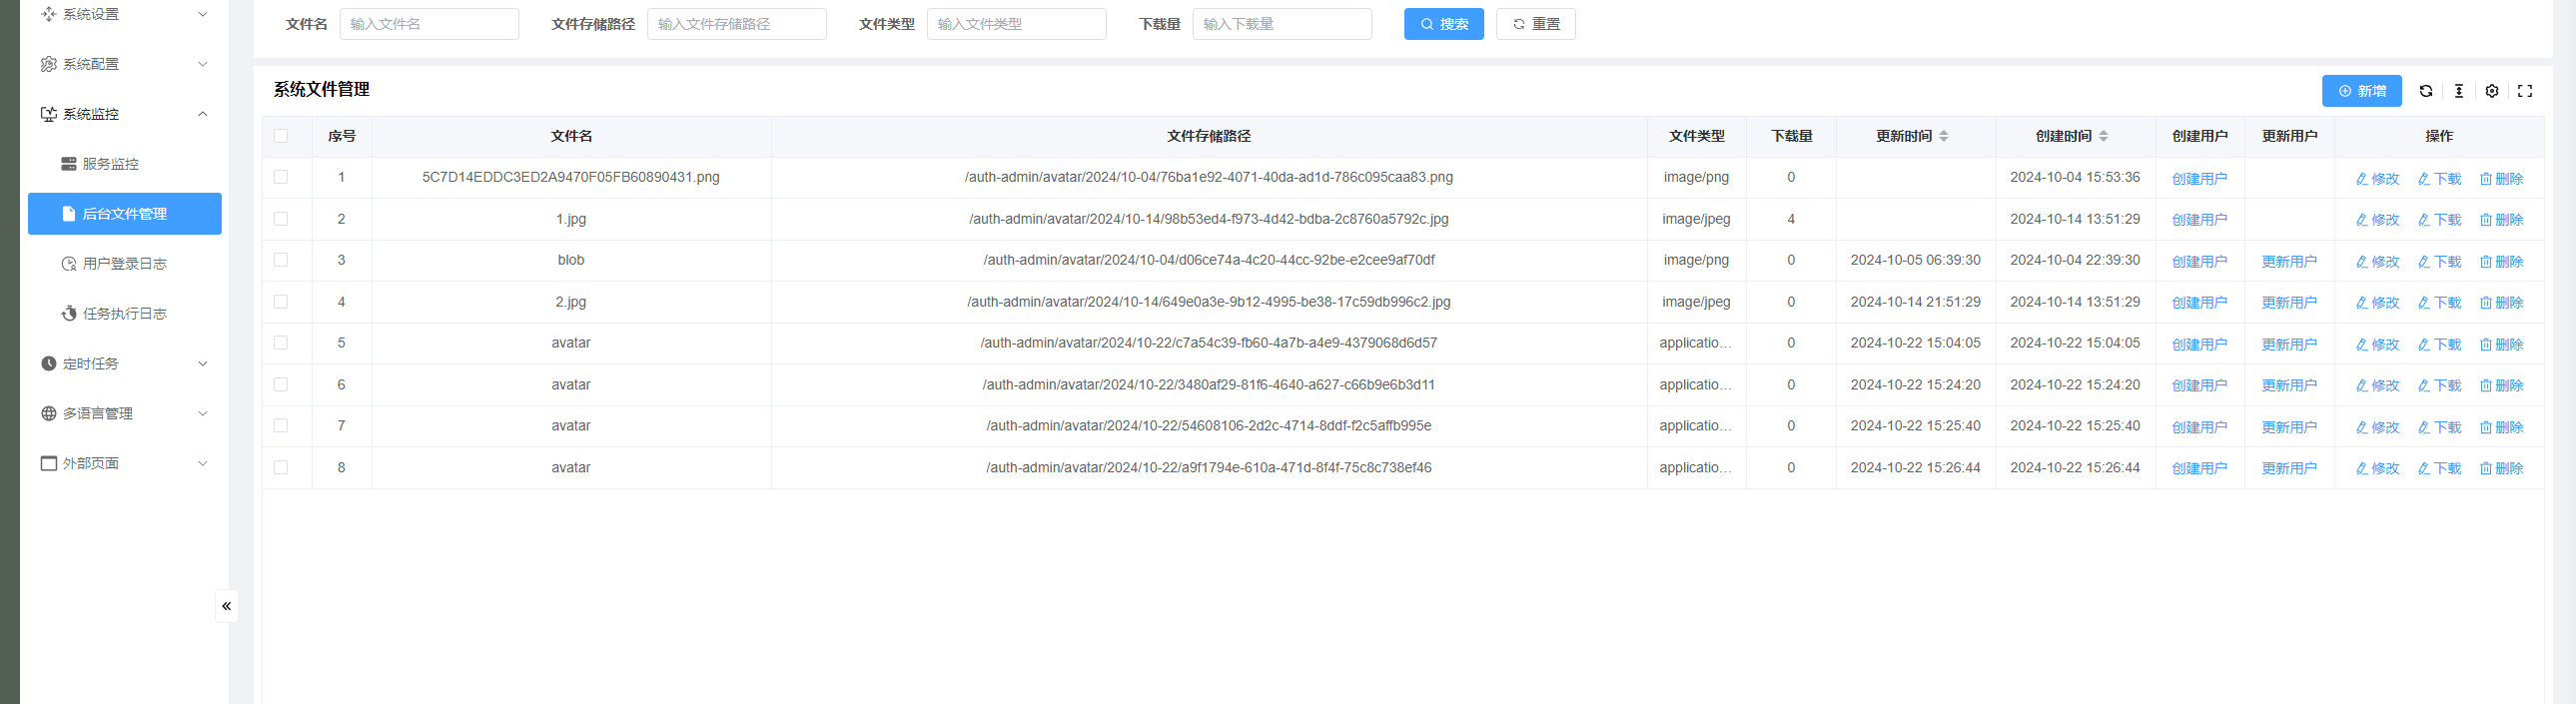 系统设置
系统配置
系统监控
服务监控
后台文件管理
用户登录日志
任务执行日志
定时任务
多语言管理
外部页面
文件名 输入文件名 文件存储路径 输入文件存储路径 文件类型 输入文件类型 下载量 输入下载量 搜索 重置
系统文件管理 新增
序号 文件名 文件存储路径 文件类型 下载量 更新时间 创建时间 创建用户 更新用户 操作
1 5C7D14EDDC3ED2A9470F05FB60890431.png /auth-admin/avatar/2024/10-04/76ba1e92-4071-40da-ad1d-786c095caa83.png image/png 0 2024-10-04 15:53:36 创建用户 修改 下载 删除
2 1.jpg /auth-admin/avatar/2024/10-14/98b53ed4-f973-4d42-bdba-2c8760a5792c.jpg image/jpeg 4 2024-10-14 13:51:29 创建用户 修改 下载 删除
3 blob /auth-admin/avatar/2024/10-04/d06ce74a-4c20-44cc-92be-e2cee9af70df image/png 0 2024-10-05 06:39:30 2024-10-04 22:39:30 创建用户 更新用户 修改 下载 删除
4 2.jpg /auth-admin/avatar/2024/10-14/649e0a3e-9b12-4995-be38-17c59db996c2.jpg image/jpeg 0 2024-10-14 21:51:29 2024-10-14 13:51:29 创建用户 更新用户 修改 下载 删除
5 avatar /auth-admin/avatar/2024/10-22/c7a54c39-fb60-4a7b-a4e9-4379068d6d57 applicatio… 0 2024-10-22 15:04:05 2024-10-22 15:04:05 创建用户 更新用户 修改 下载 删除
6 avatar /auth-admin/avatar/2024/10-22/3480af29-81f6-4640-a627-c66b9e6b3d11 applicatio… 0 2024-10-22 15:24:20 2024-10-22 15:24:20 创建用户 更新用户 修改 下载 删除
7 avatar /auth-admin/avatar/2024/10-22/54608106-2d2c-4714-8ddf-f2c5affb995e applicatio… 0 2024-10-22 15:25:40 2024-10-22 15:25:40 创建用户 更新用户 修改 下载 删除
8 avatar /auth-admin/avatar/2024/10-22/a9f1794e-610a-471d-8f4f-75c8c738ef46 applicatio… 0 2024-10-22 15:26:44 2024-10-22 15:26:44 创建用户 更新用户 修改 下载 删除